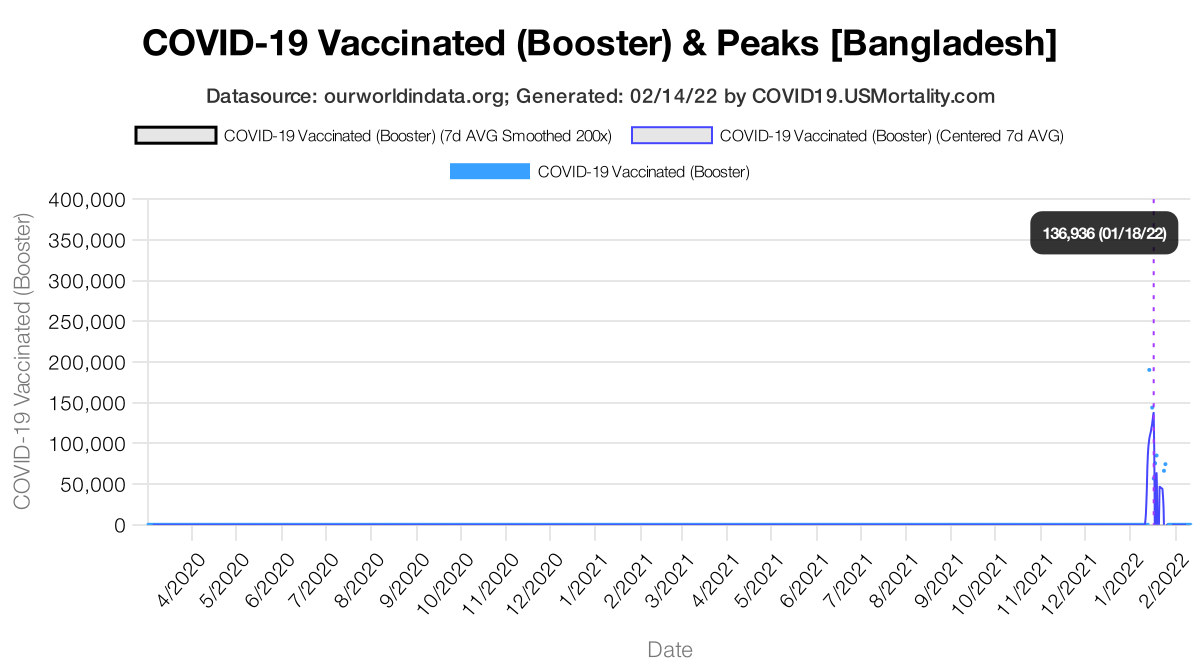 COVID-19 Vaccinated (Booster) & Peaks [Bangladesh]
Datasource: ourworldindata.org; Generated: 02/14/22 by COVID19.USMortality.com
COVID-19 Vaccinated (Booster) (7d AVG Smoothed 200x) COVID-19 Vaccinated (Booster) (Centered 7d AVG)
COVID-19 Vaccinated (Booster)
COVID-19 Vaccinated (Booster)
400,000
350,000
300,000
250,000
200,000
150,000
100,000
50,000
0
136,936 (01/18/22)
4/2020 5/2020 6/2020 7/2020 8/2020 9/2020 10/2020 11/2020 12/2020 1/2021 2/2021 3/2021 4/2021 5/2021 6/2021 7/2021 8/2021 9/2021 10/2021 11/2021 12/2021 1/2022 2/2022
Date